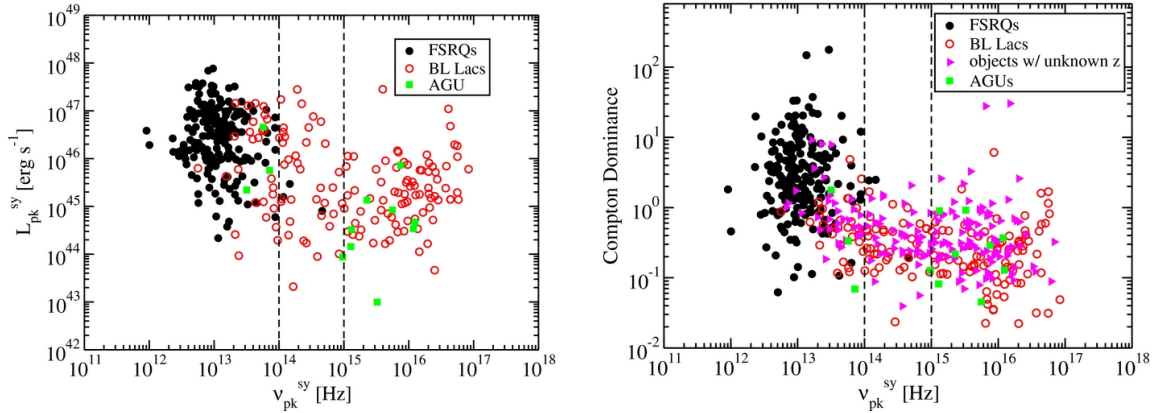 10^49
10^48
10^47
10^46
10^45
10^44
10^43
10^42
L_pk^sy [erg s^-1]
FSRQs
BL Lacs
AGU
10^11 10^12 10^13 10^14 10^15 10^16 10^17 10^18
ν_pk^sy [Hz]
10^2
10^1
10^0
10^-1
10^-2
Compton Dominance
FSRQs
BL Lacs
objects w/ unknown z
AGUs
10^11 10^12 10^13 10^14 10^15 10^16 10^17 10^18
ν_pk^sy [Hz]